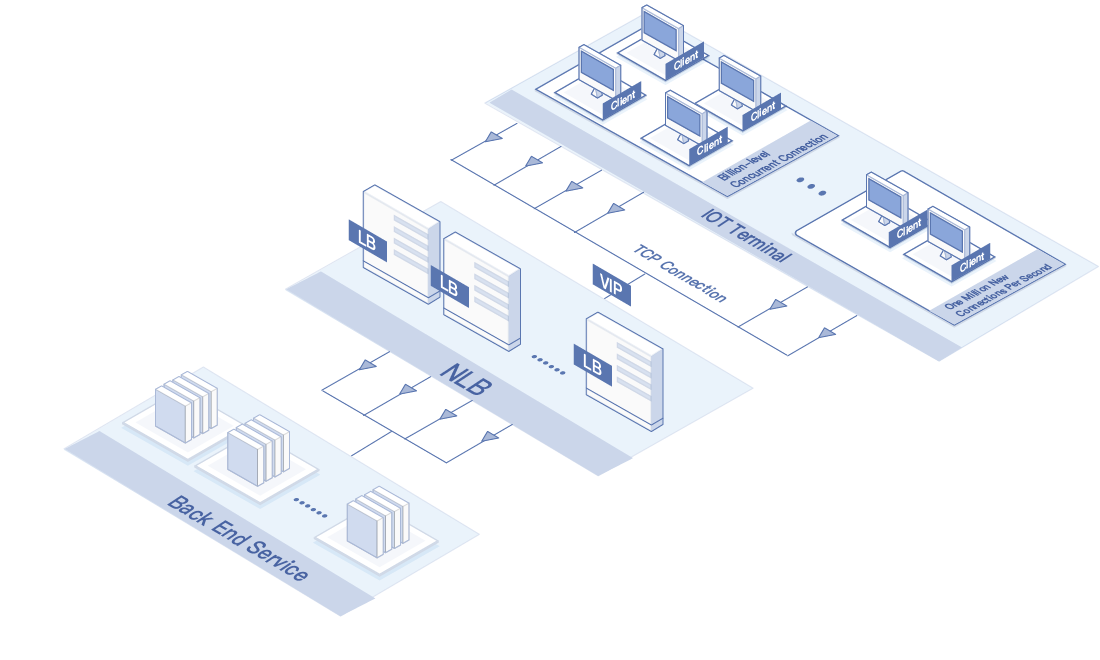 Client
Client
Client
Client
Billion-level
Concurrent Connection
IOT Terminal
Client
Client
One Million New
Connections Per Second
TCP Connection
VIP
LB
LB
LB
NLB
Back End Service